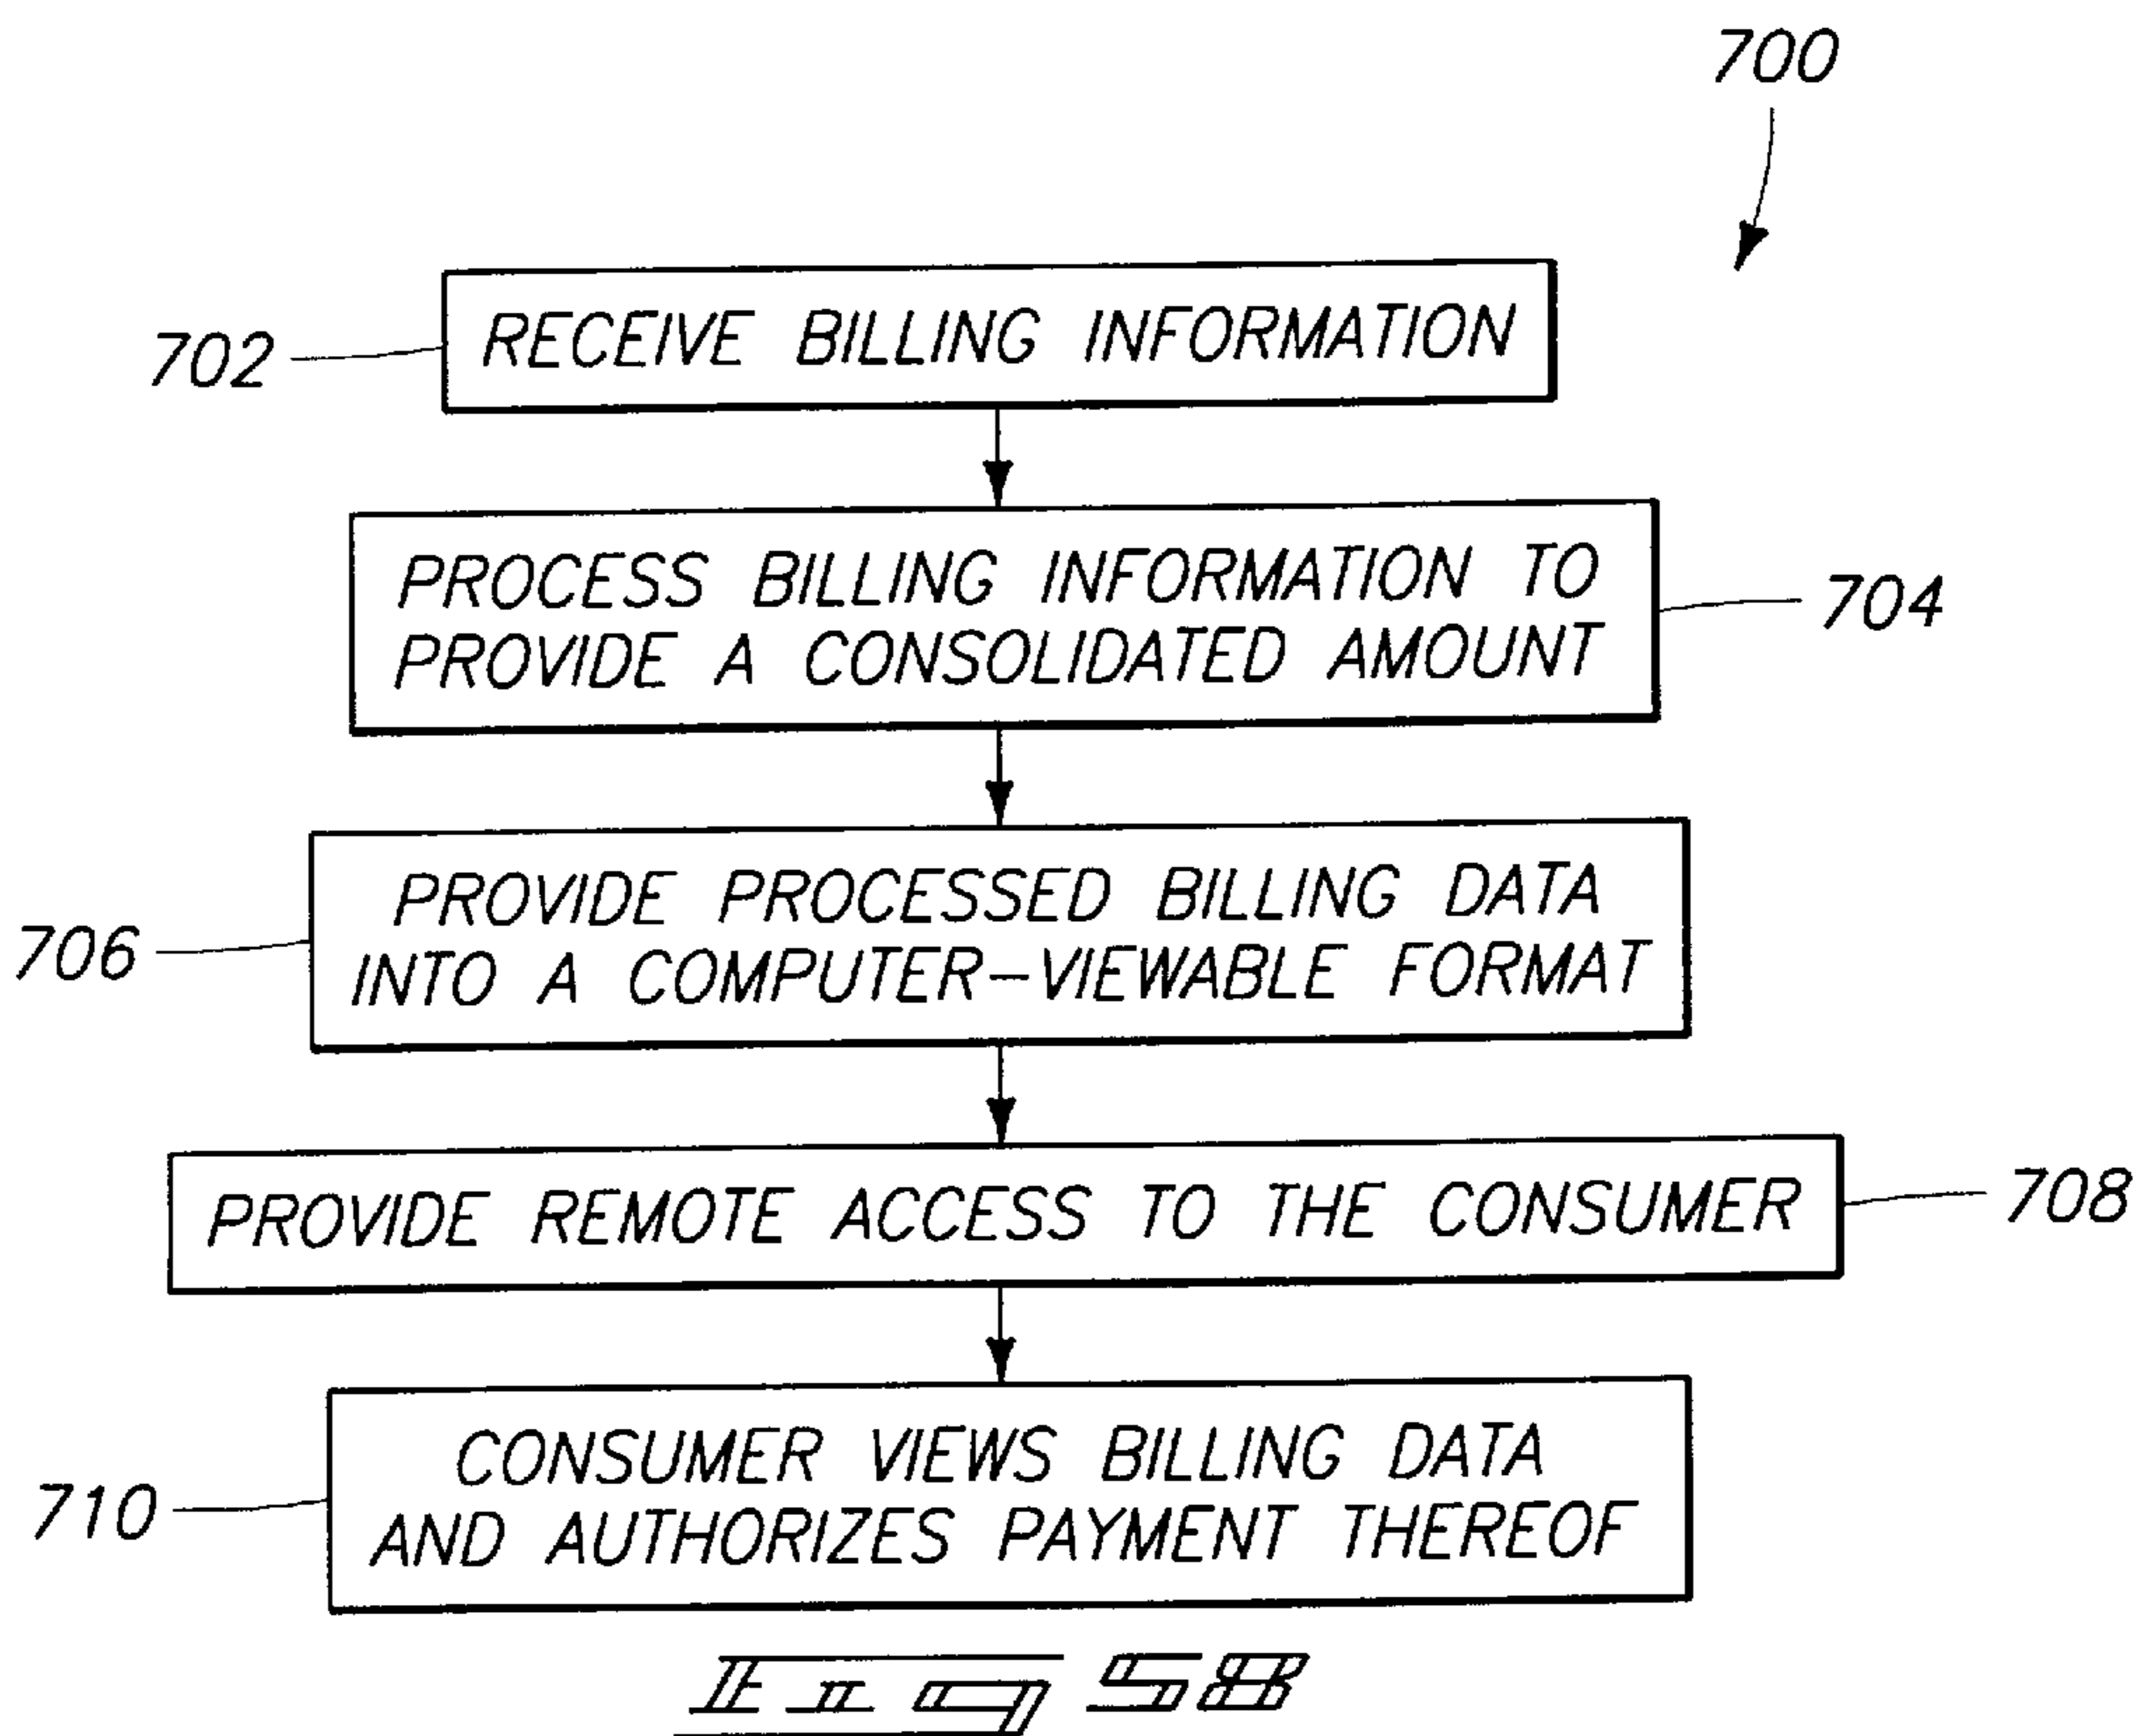 700
702
RECEIVE BILLING INFORMATION
PROCESS BILLING INFORMATION TO
PROVIDE A CONSOLIDATED AMOUNT
704
706
PROVIDE PROCESSED BILLING DATA
INTO A COMPUTER-VIEWABLE FORMAT
PROVIDE REMOTE ACCESS TO THE CONSUMER
708
710
CONSUMER VIEWS BILLING DATA
AND AUTHORIZES PAYMENT THEREOF
Fig 58